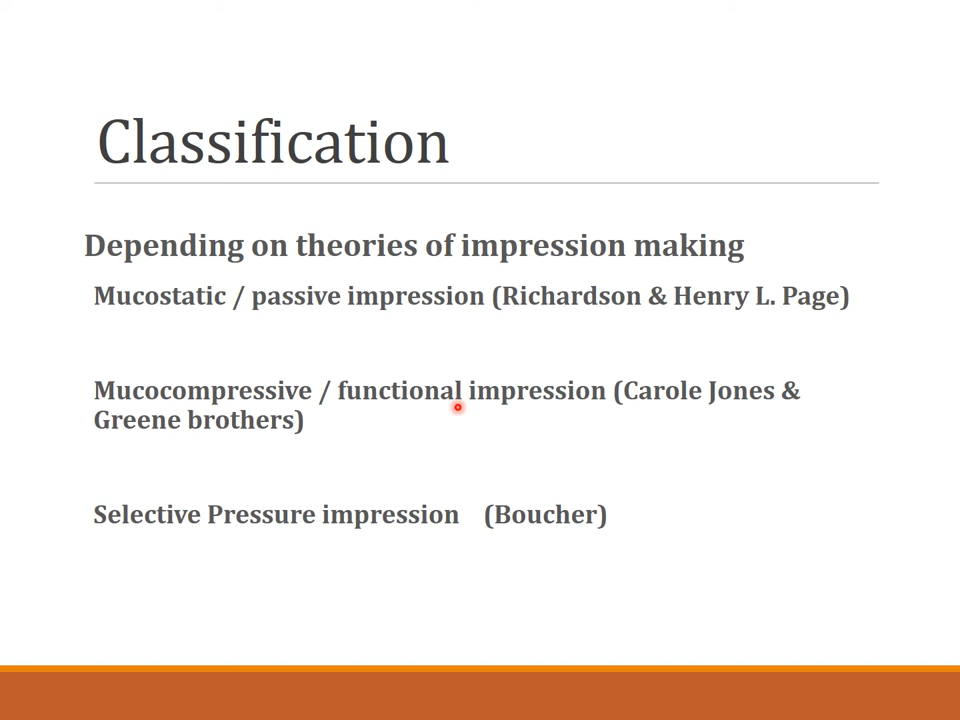 Classification
Depending on theories of impression making
Mucostatic / passive impression (Richardson & Henry L. Page)
Mucocompressive / functional impression (Carole Jones &
Greene brothers)
Selective Pressure impression (Boucher)